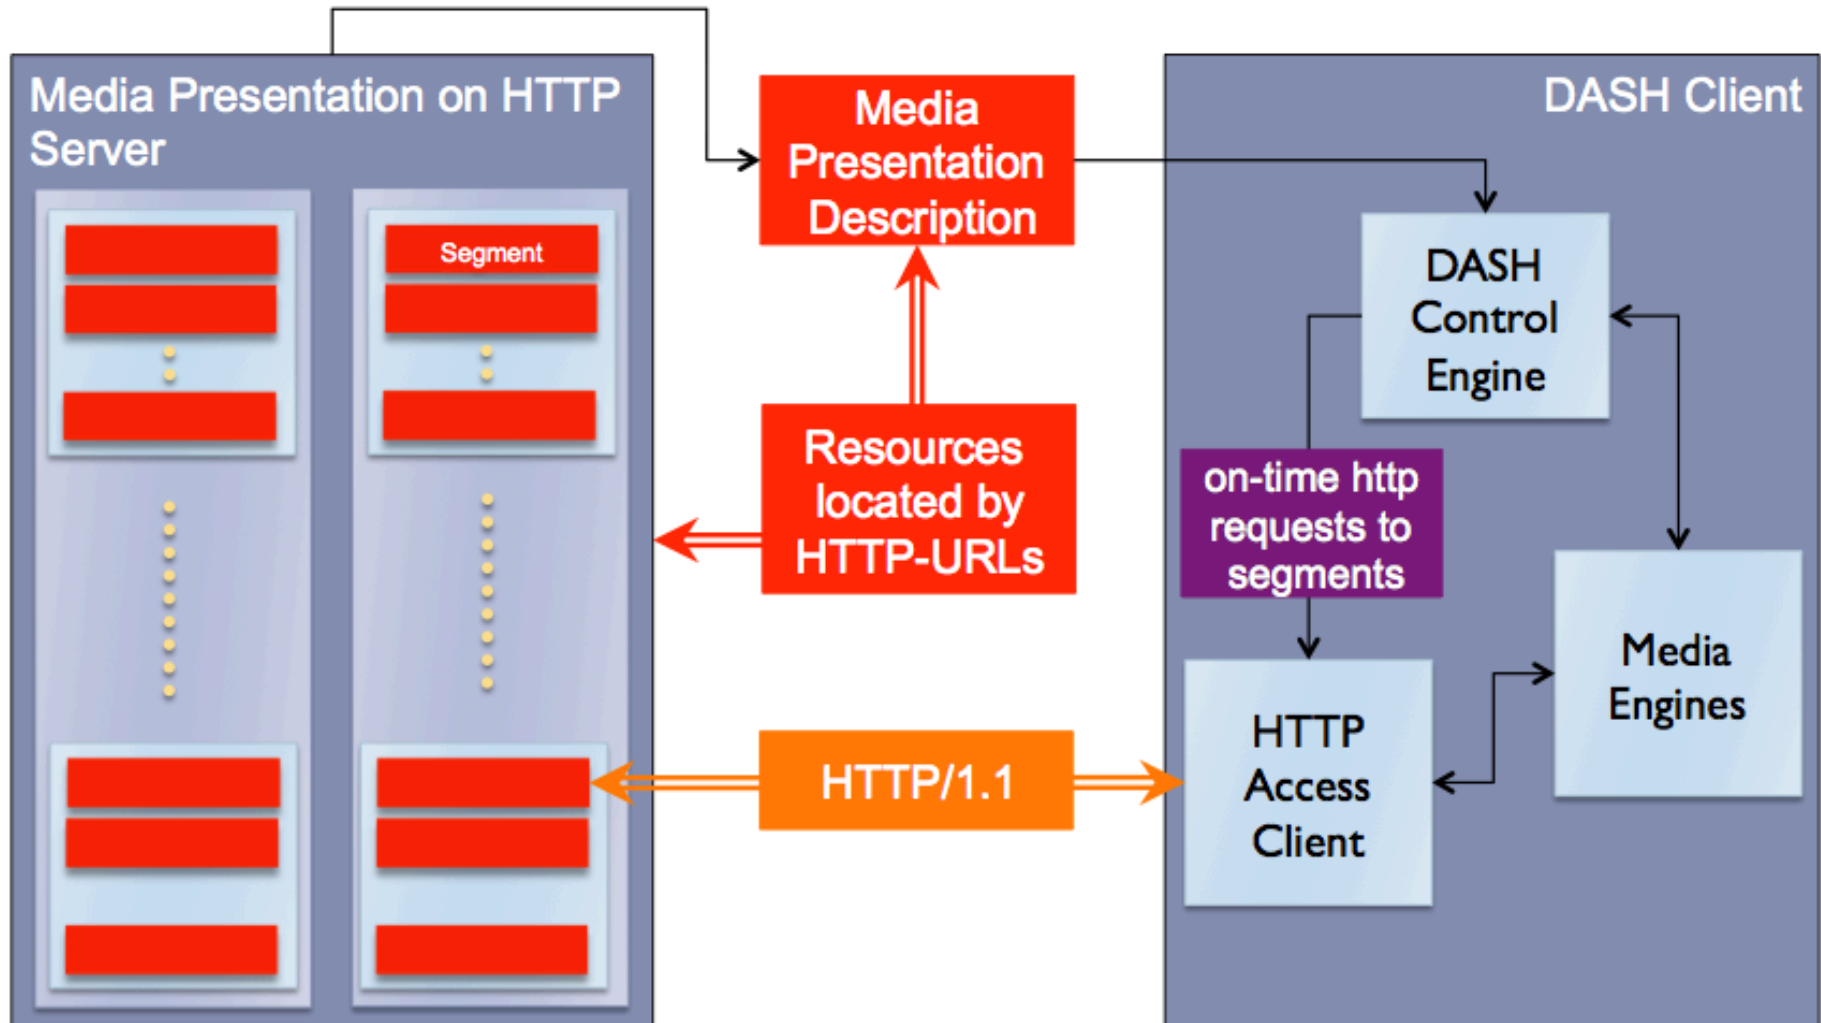 Media Presentation on HTTP
Server
Segment
Media
Presentation
Description
Resources
located by
HTTP-URLs
HTTP/1.1
DASH Client
DASH
Control
Engine
on-time http
requests to
segments
Media
Engines
HTTP
Access
Client